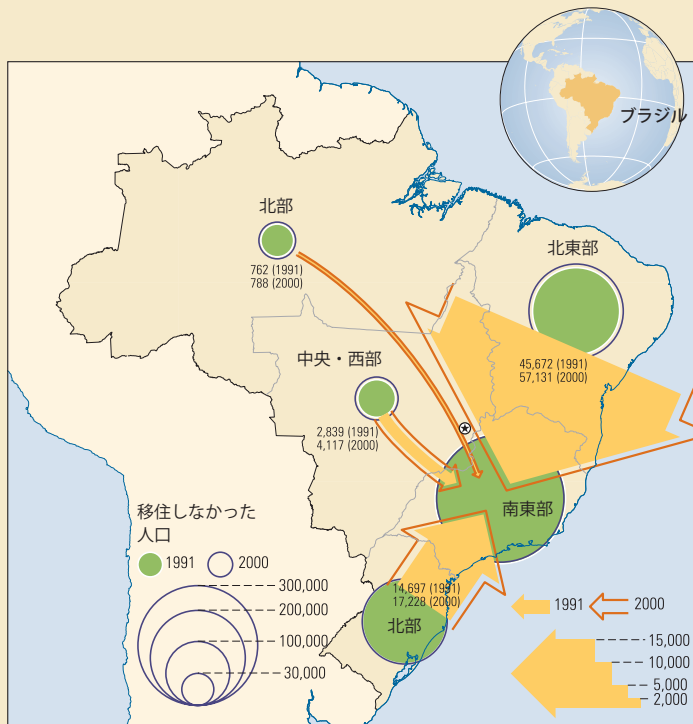 ブラジル
北部
762 (1991)
788 (2000)
北東部
45,672 (1991)
57,131 (2000)
中央・西部
2,839 (1991)
4,117 (2000)
南東部
14,697 (1991)
17,228 (2000)
北部
移住しなかった
人口
1991 2000
300,000
200,000
100,000
30,000
1991 2000
15,000
10,000
5,000
2,000